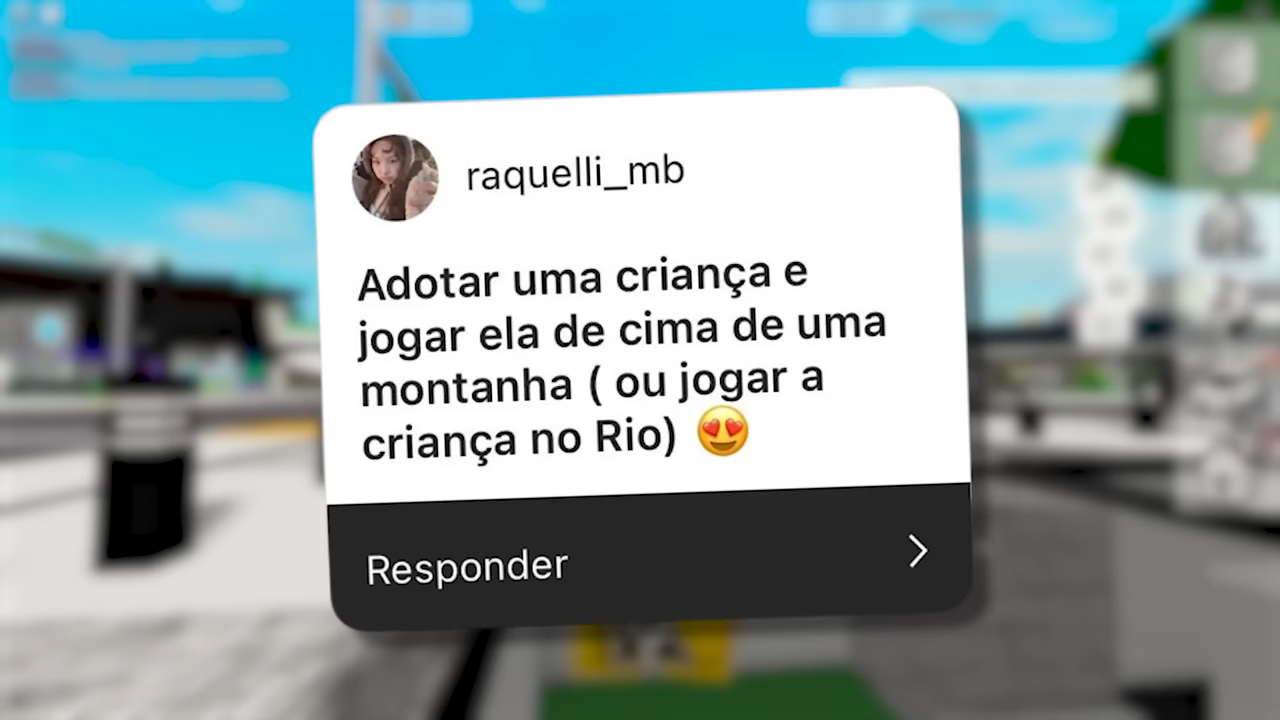 raquelli_mb
Adotar uma criança e
jogar ela de cima de uma
montanha ( ou jogar a
criança no Rio) 😍
Responder